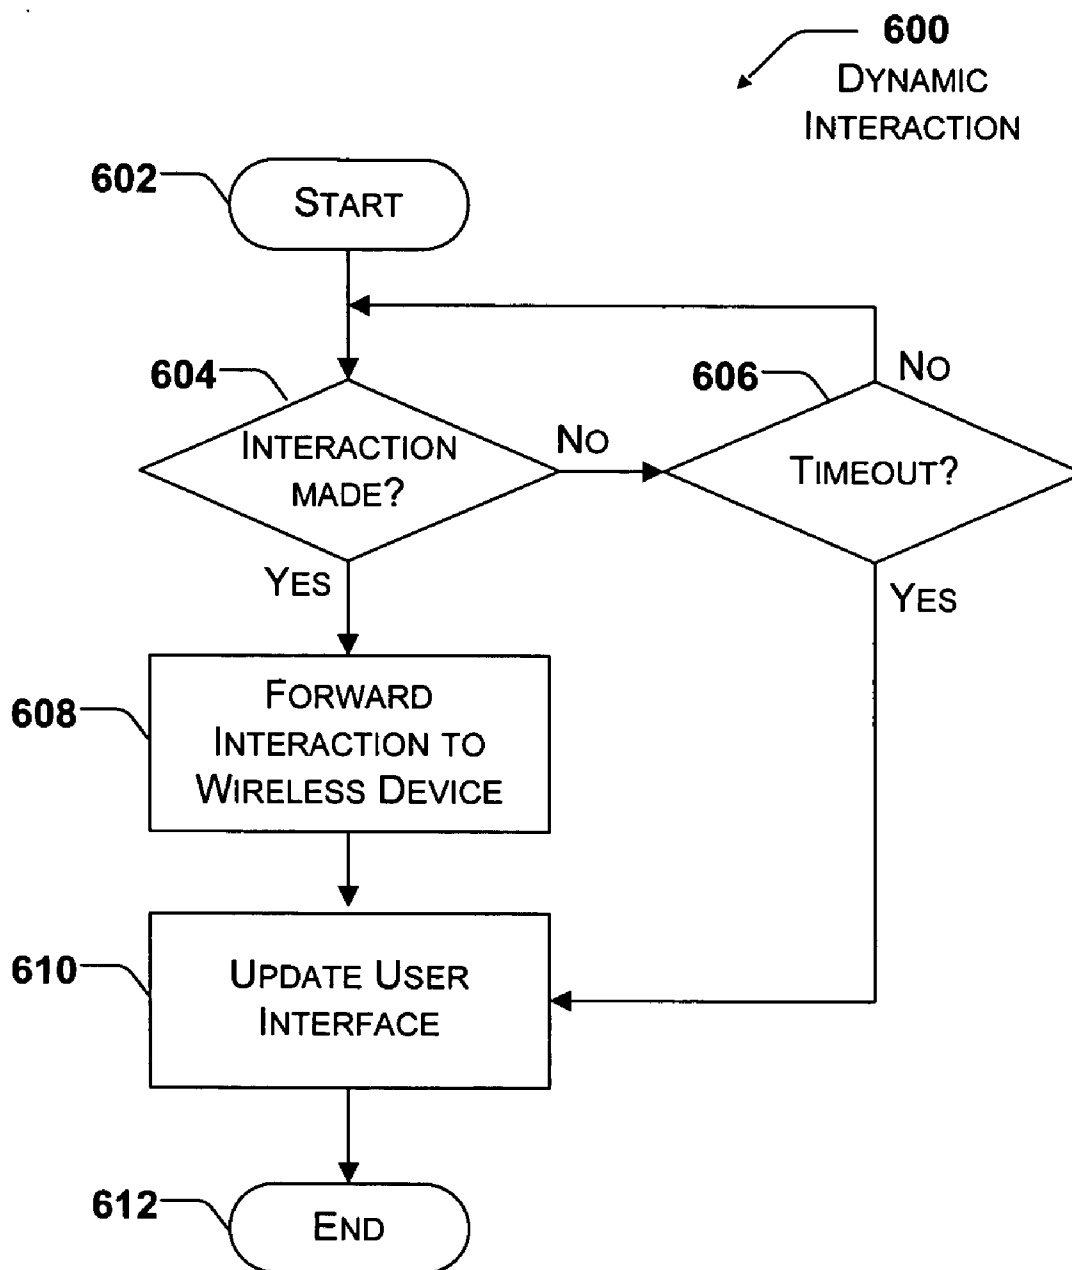 600
DYNAMIC
INTERACTION
602
START
604
INTERACTION
MADE?
NO
606
TIMEOUT?
NO
YES
YES
608
FORWARD
INTERACTION TO
WIRELESS DEVICE
610
UPDATE USER
INTERFACE
612
END